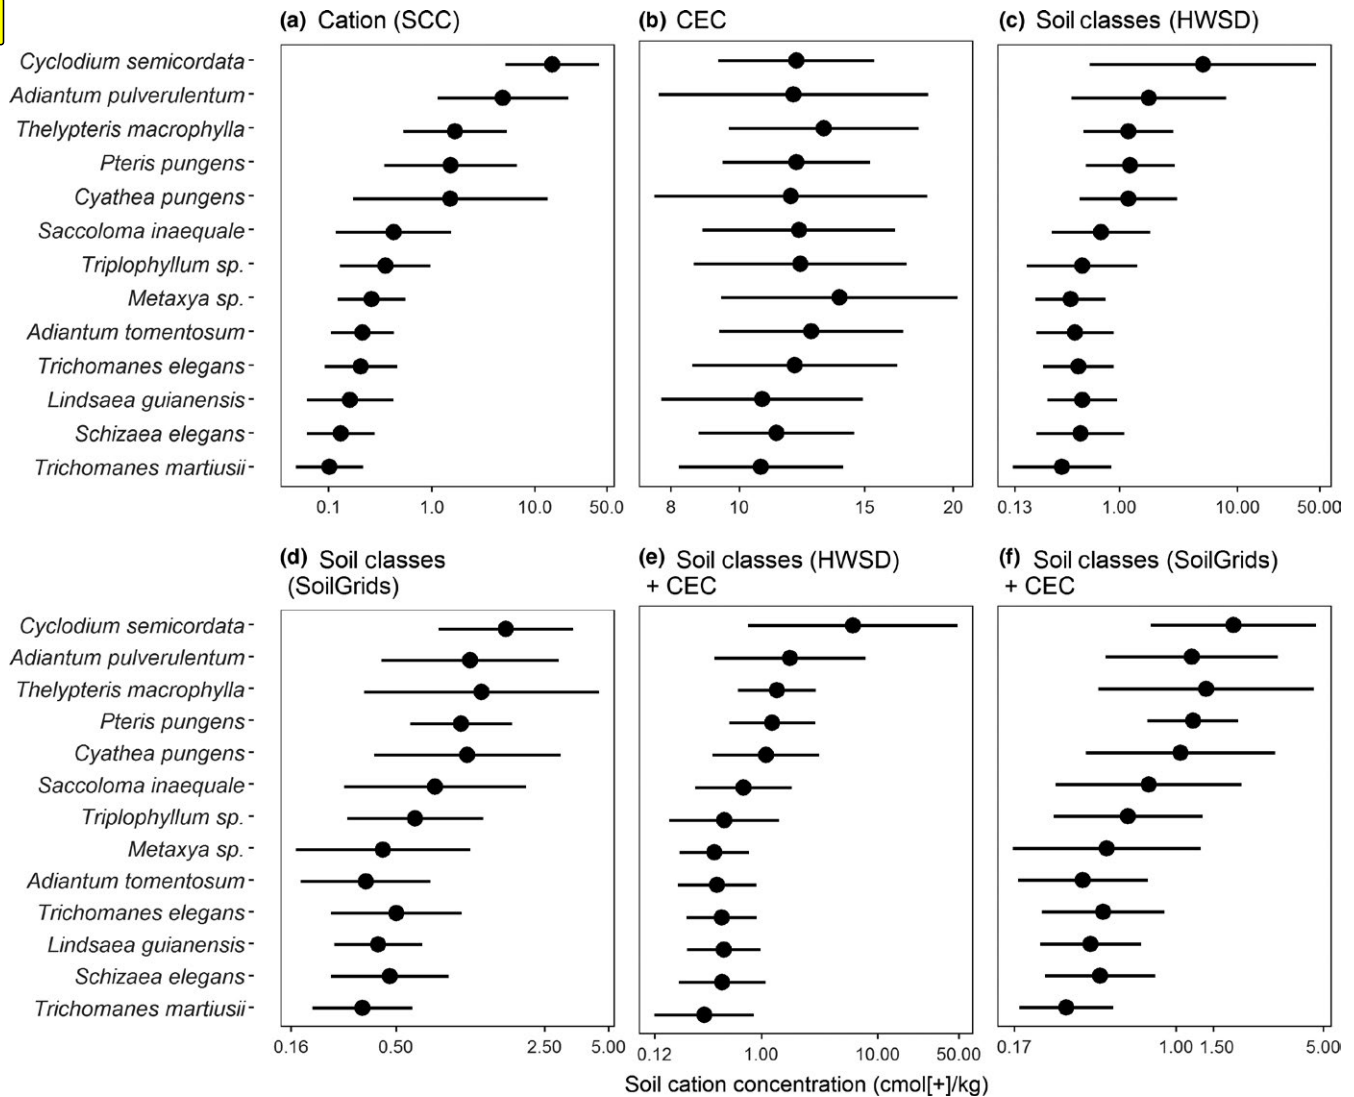 (a) Cation (SCC)
(b) CEC
(c) Soil classes (HWSD)
Cyclodium semicordata
Adiantum pulverulentum
Thelypteris macrophylla
Pteris pungens
Cyathea pungens
Saccoloma inaequale
Triplophyllum sp.
Metaxya sp.
Adiantum tomentosum
Trichomanes elegans
Lindsaea guianensis
Schizaea elegans
Trichomanes martiusii
0.1 1.0 10.0 50.0
8 10 15 20
0.13 1.00 10.00 50.00
(d) Soil classes
(SoilGrids)
(e) Soil classes (HWSD)
+ CEC
(f) Soil classes (SoilGrids)
+ CEC
Cyclodium semicordata
Adiantum pulverulentum
Thelypteris macrophylla
Pteris pungens
Cyathea pungens
Saccoloma inaequale
Triplophyllum sp.
Metaxya sp.
Adiantum tomentosum
Trichomanes elegans
Lindsaea guianensis
Schizaea elegans
Trichomanes martiusii
0.16 0.50 2.50 5.00
0.12 1.00 10.00 50.00
0.17 1.00 1.50 5.00
Soil cation concentration (cmol[+]/kg)